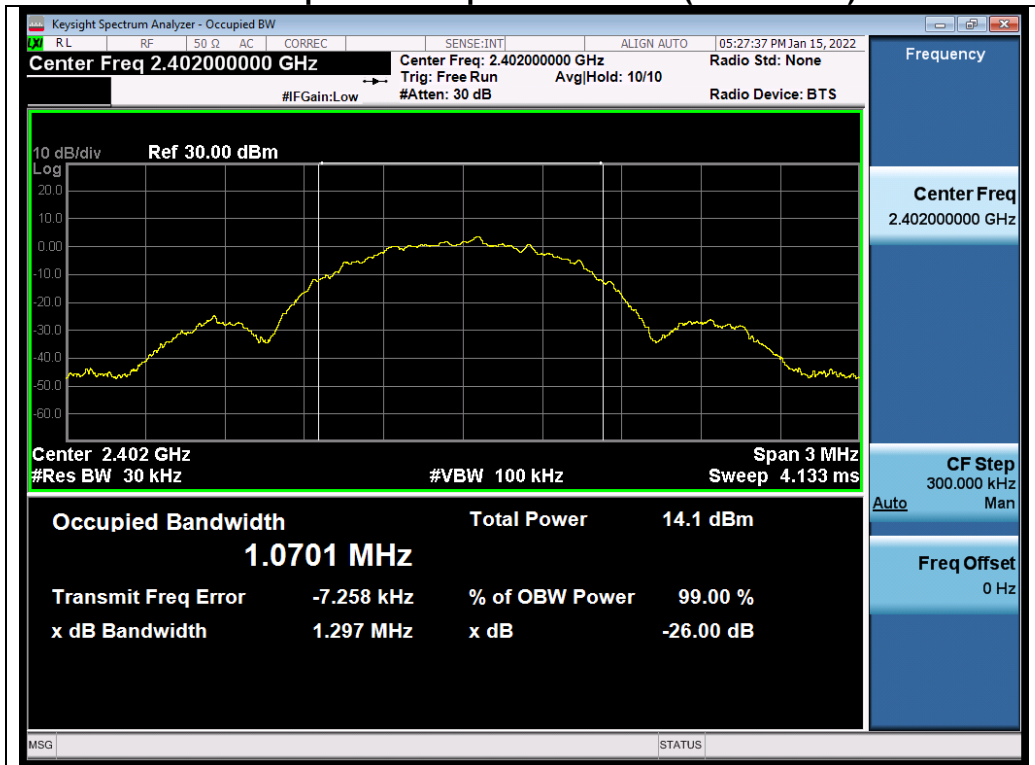 Keysight Spectrum Analyzer - Occupied BW
LXI RL RF 50 Ω AC CORREC SENSE:INT ALIGN AUTO 05:27:37 PM Jan 15, 2022
Center Freq 2.402000000 GHz
Center Freq: 2.402000000 GHz Radio Std: None
Trig: Free Run Avg|Hold: 10/10
#IFGain:Low #Atten: 30 dB Radio Device: BTS
10 dB/div Ref 30.00 dBm
Log
20.0
10.0
0.00
-10.0
-20.0
-30.0
-40.0
-50.0
-60.0
Center 2.402 GHz Span 3 MHz
#Res BW 30 kHz #VBW 100 kHz Sweep 4.133 ms
Occupied Bandwidth Total Power 14.1 dBm
1.0701 MHz
Transmit Freq Error -7.258 kHz % of OBW Power 99.00 %
x dB Bandwidth 1.297 MHz x dB -26.00 dB
Frequency
Center Freq
2.402000000 GHz
CF Step
300.000 kHz
Auto Man
Freq Offset
0 Hz
MSG STATUS